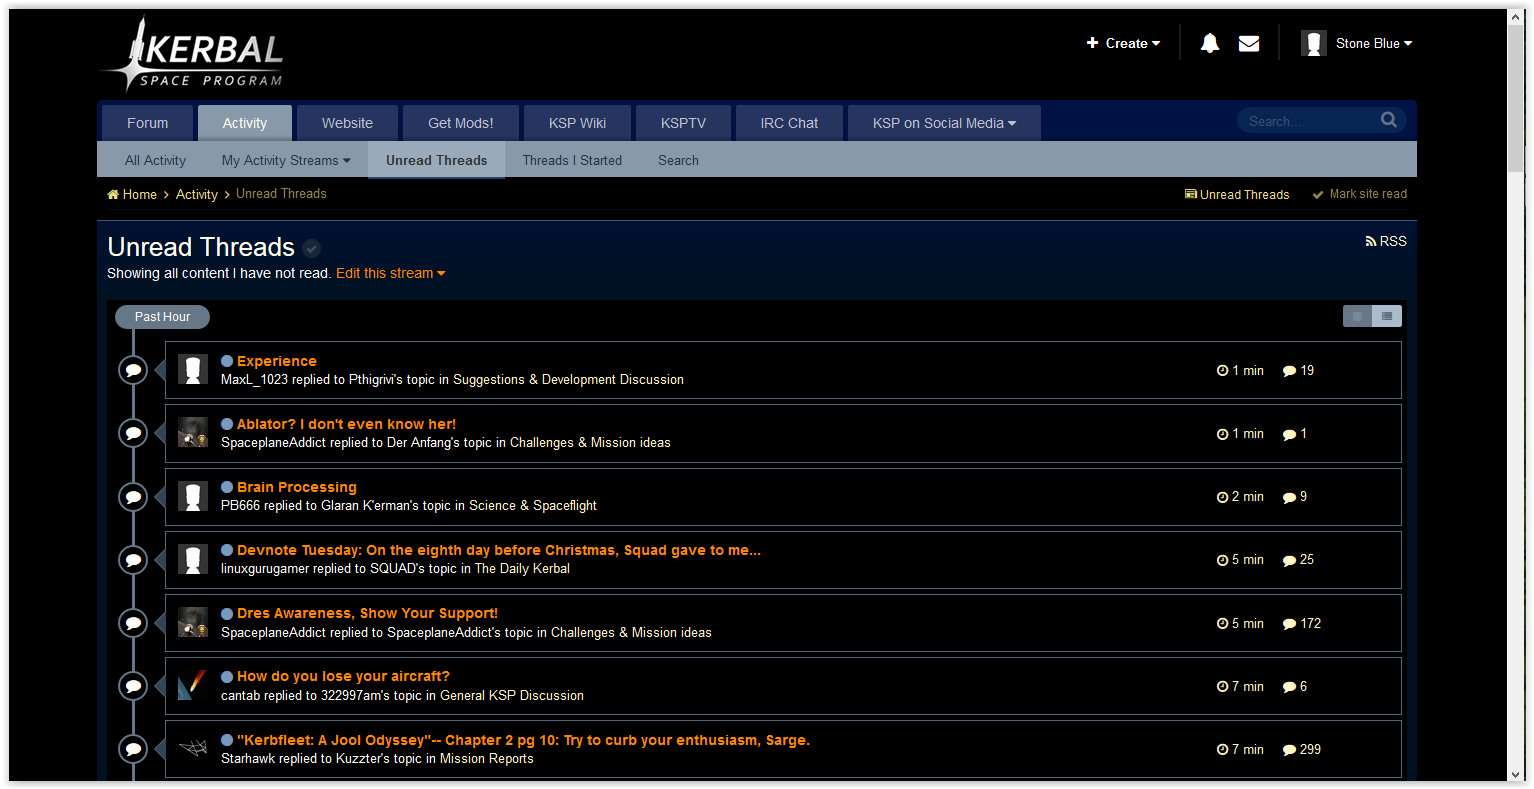 KERBAL
SPACE PROGRAM
Create
Stone Blue
Forum Activity Website Get Mods! KSP Wiki KSPTV IRC Chat KSP on Social Media
Search...
All Activity My Activity Streams Unread Threads Threads I Started Search
Home > Activity > Unread Threads
Unread Threads Mark site read
Unread Threads
RSS
Showing all content I have not read. Edit this stream
Past Hour
Experience
MaxL_1023 replied to Pthigrivi's topic in Suggestions & Development Discussion
1 min 19
Ablator? I don't even know her!
SpaceplaneAddict replied to Der Anfang's topic in Challenges & Mission ideas
1 min 1
Brain Processing
PB666 replied to Glaran K'erman's topic in Science & Spaceflight
2 min 9
Devnote Tuesday: On the eighth day before Christmas, Squad gave to me...
linuxgurugamer replied to SQUAD's topic in The Daily Kerbal
5 min 25
Dres Awareness, Show Your Support!
SpaceplaneAddict replied to SpaceplaneAddict's topic in Challenges & Mission ideas
5 min 172
How do you lose your aircraft?
cantab replied to 322997am's topic in General KSP Discussion
7 min 6
"Kerbfleet: A Jool Odyssey"-- Chapter 2 pg 10: Try to curb your enthusiasm, Sarge.
Starhawk replied to Kuzzter's topic in Mission Reports
7 min 299